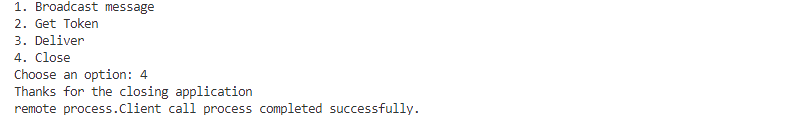 1. Broadcast message
2. Get Token
3. Deliver
4. Close
Choose an option: 4
Thanks for the closing application
remote process.Client call process completed successfully.